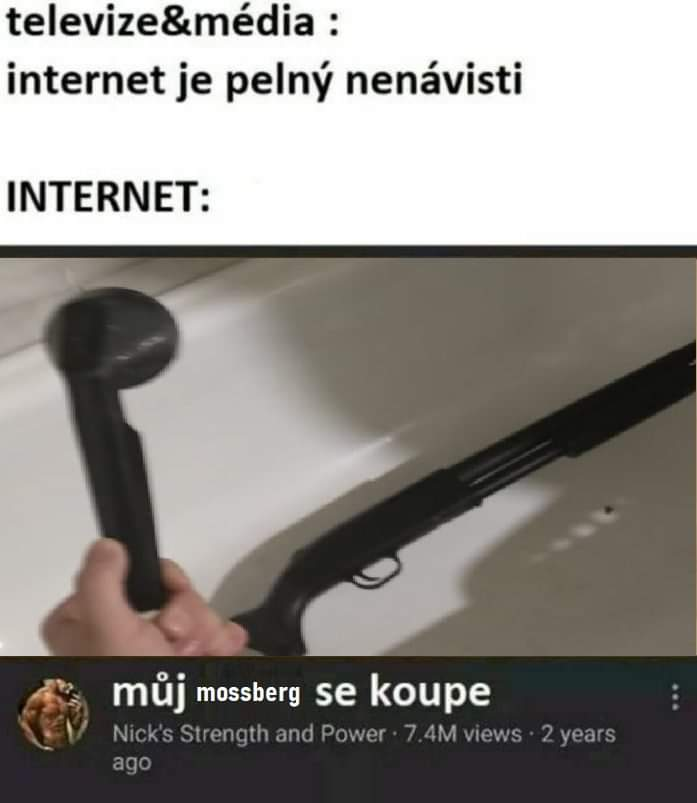 televize&média :
internet je pelný nenávisti
INTERNET:
můj mossberg se koupe
Nick's Strength and Power · 7.4M views · 2 years
ago